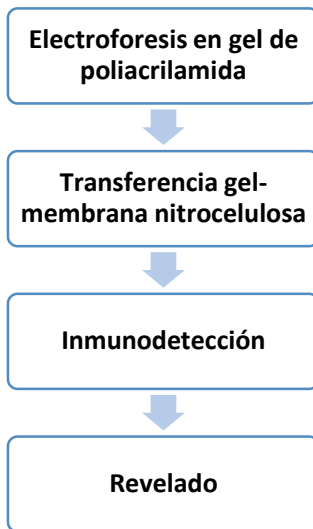 Electroforesis en gel de
poliacrilamida
Transferencia gel-
membrana nitrocelulosa
Inmunodetección
Revelado